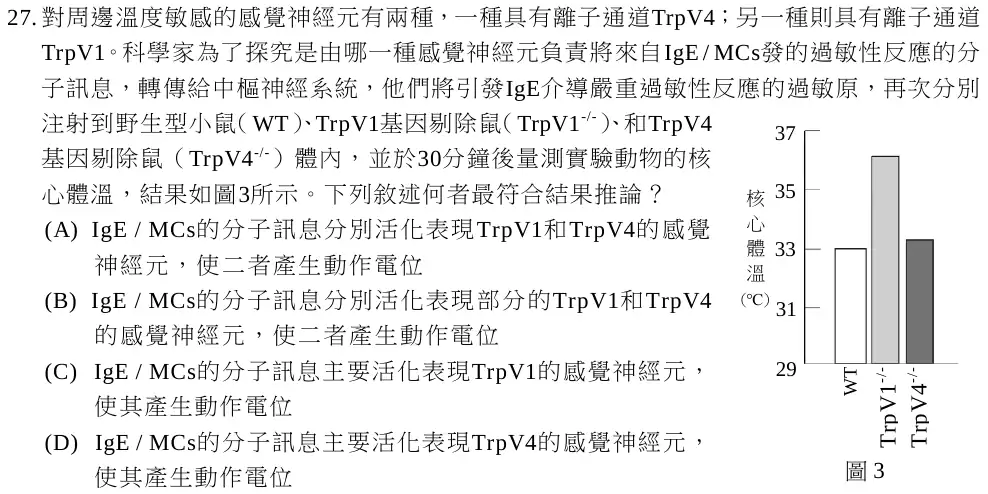 27.對周邊溫度敏感的感覺神經元有兩種，一種具有離子通道TrpV4；另一種則具有離子通道
TrpV1。科學家為了探究是由哪一種感覺神經元負責將來自IgE / MCs發的過敏性反應的分
子訊息，轉傳給中樞神經系統，他們將引發IgE介導嚴重過敏性反應的過敏原，再次分別
注射到野生型小鼠（WT）、TrpV1基因剔除鼠（TrpV1-/-）、和TrpV4
基因剔除鼠（TrpV4-/-）體內，並於30分鐘後量測實驗動物的核
心體溫，結果如圖3所示。下列敘述何者最符合結果推論？
(A) IgE / MCs的分子訊息分別活化表現TrpV1和TrpV4的感覺
神經元，使二者產生動作電位
(B) IgE / MCs的分子訊息分別活化表現部分的TrpV1和TrpV4
的感覺神經元，使二者產生動作電位
(C) IgE / MCs的分子訊息主要活化表現TrpV1的感覺神經元，
使其產生動作電位
(D) IgE / MCs的分子訊息主要活化表現TrpV4的感覺神經元，
使其產生動作電位
核心體溫(℃)
37
35
33
31
29
WT
TrpV1-/-
TrpV4-/-
圖 3